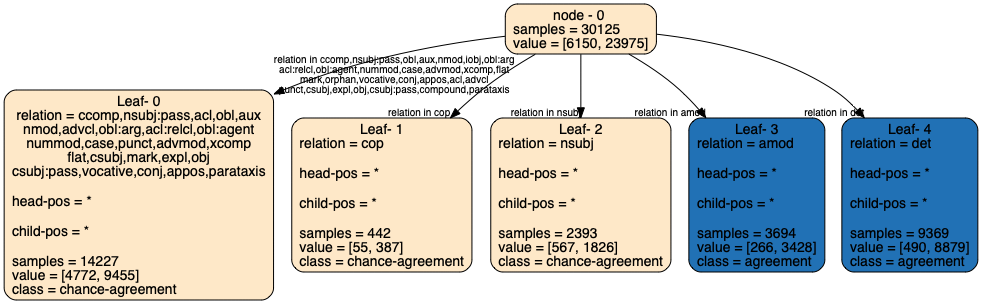 node - 0
samples = 30125
value = [6150, 23975]
relation in ccomp,nsubj:pass,obl,aux,nmod,iobj,obl:arg
acl:relcl,obl:agent,nummod,case,advmod,xcomp,flat
mark,orphan,vocative,conj,appos,acl,advcl
punct,csubj,expl,obj,csubj:pass,compound,parataxis
relation in cop
relation in nsubj
relation in amod
relation in det
Leaf- 0
relation = ccomp,nsubj:pass,acl,obl,aux
nmod,advcl,obl:arg,acl:relcl,obl:agent
nummod,case,punct,advmod,xcomp
flat,csubj,mark,expl,obj
csubj:pass,vocative,conj,appos,parataxis
head-pos = *
child-pos = *
samples = 14227
value = [4772, 9455]
class = chance-agreement
Leaf- 1
relation = cop
head-pos = *
child-pos = *
samples = 442
value = [55, 387]
class = chance-agreement
Leaf- 2
relation = nsubj
head-pos = *
child-pos = *
samples = 2393
value = [567, 1826]
class = chance-agreement
Leaf- 3
relation = amod
head-pos = *
child-pos = *
samples = 3694
value = [266, 3428]
class = agreement
Leaf- 4
relation = det
head-pos = *
child-pos = *
samples = 9369
value = [490, 8879]
class = agreement